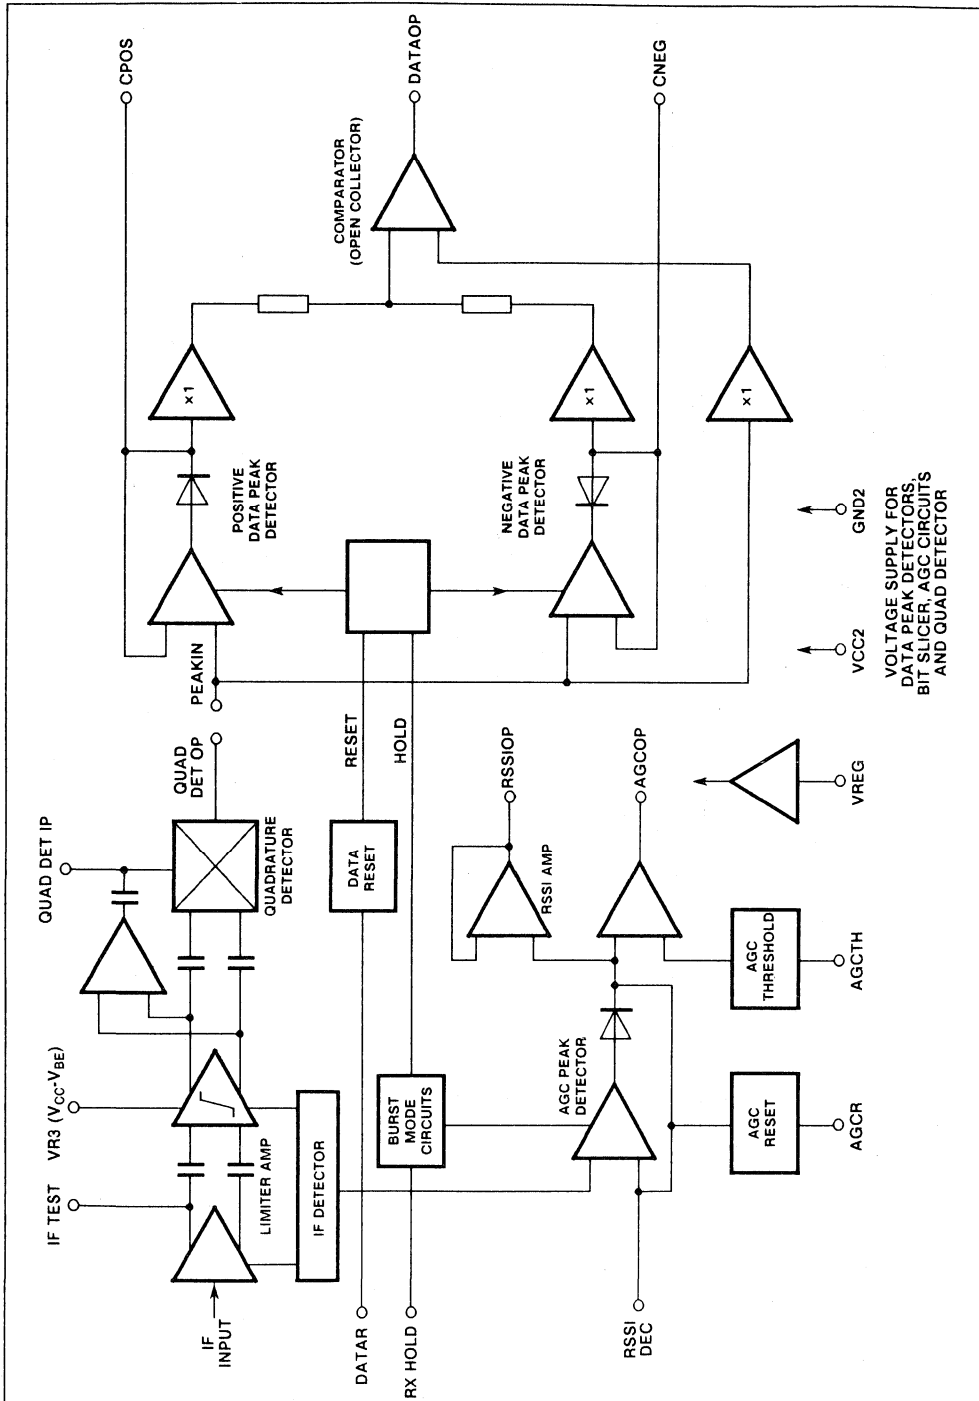 IF
INPUT
IF TEST
VR3 (VCC-VBE)
LIMITER AMP
IF DETECTOR
QUAD DET IP
QUADRATURE
DETECTOR
QUAD
DET OP
PEAKIN
CPOS
POSITIVE
DATA PEAK
DETECTOR
×1
COMPARATOR
(OPEN COLLECTOR)
DATAOP
NEGATIVE
DATA PEAK
DETECTOR
×1
CNEG
×1
DATAR
DATA
RESET
RESET
HOLD
RX HOLD
BURST
MODE
CIRCUITS
RSSI
DEC
AGC PEAK
DETECTOR
RSSI AMP
RSSIOP
AGCOP
AGC
RESET
AGCR
AGC
THRESHOLD
AGCTH
VREG
VCC2
GND2
VOLTAGE SUPPLY FOR
DATA PEAK DETECTORS,
BIT SLICER, AGC CIRCUITS
AND QUAD DETECTOR